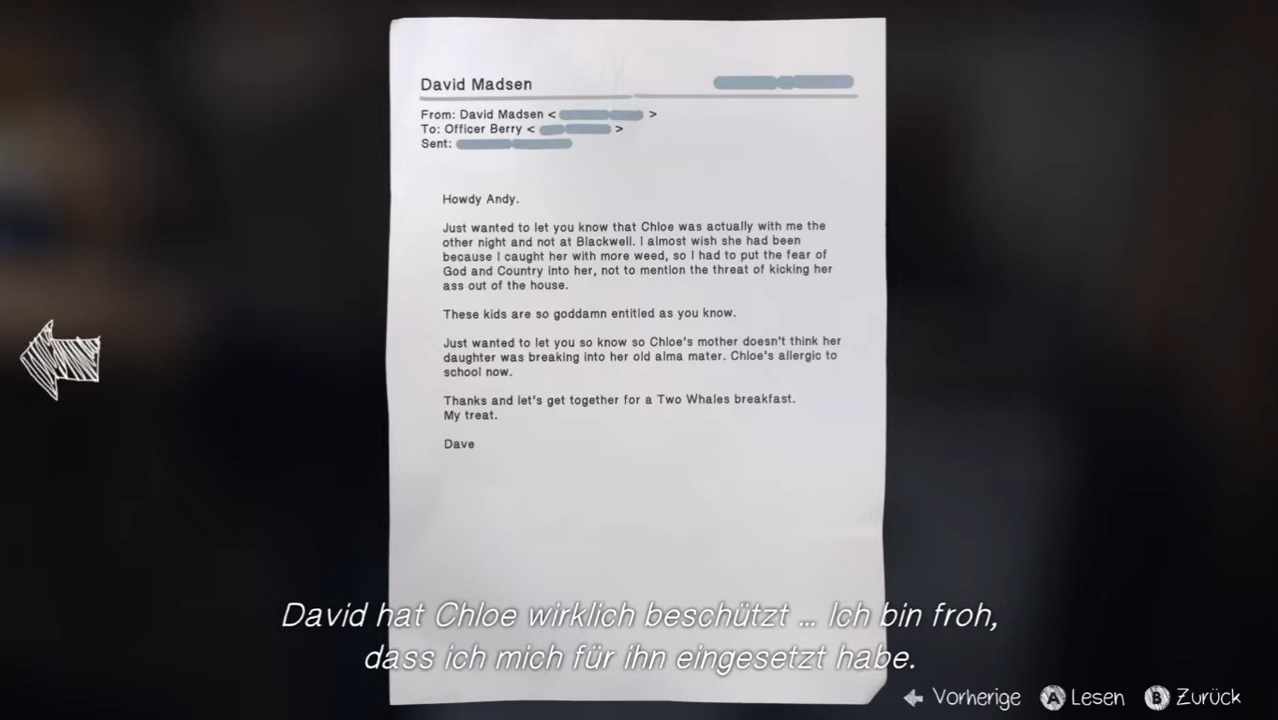 David Madsen
From: David Madsen < >
To: Officer Berry < >
Sent:
Howdy Andy.
Just wanted to let you know that Chloe was actually with me the
other night and not at Blackwell. I almost wish she had been
because I caught her with more weed, so I had to put the fear of
God and Country into her, not to mention the threat of kicking her
ass out of the house.
These kids are so goddamn entitled as you know.
Just wanted to let you so know so Chloe's mother doesn't think her
daughter was breaking into her old alma mater. Chloe's allergic to
school now.
Thanks and let's get together for a Two Whales breakfast.
My treat.
Dave
David hat Chloe wirklich beschützt ... Ich bin froh,
dass ich mich für ihn eingesetzt habe.
Vorherige A Lesen B Zurück